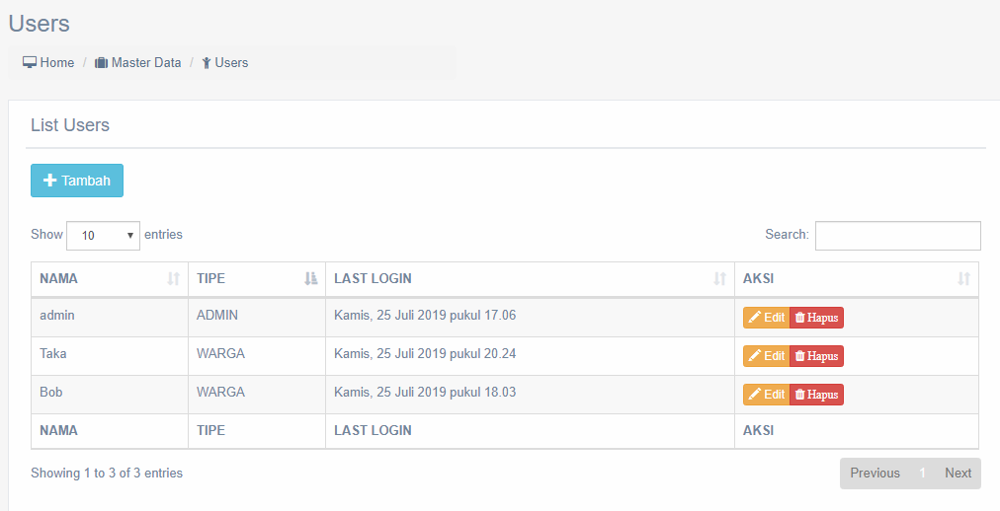 Users
Home / Master Data / Users
List Users
Tambah
Show 10 entries Search:
NAMA TIPE LAST LOGIN AKSI
admin ADMIN Kamis, 25 Juli 2019 pukul 17.06 Edit Hapus
Taka WARGA Kamis, 25 Juli 2019 pukul 20.24 Edit Hapus
Bob WARGA Kamis, 25 Juli 2019 pukul 18.03 Edit Hapus
NAMA TIPE LAST LOGIN AKSI
Showing 1 to 3 of 3 entries Previous 1 Next